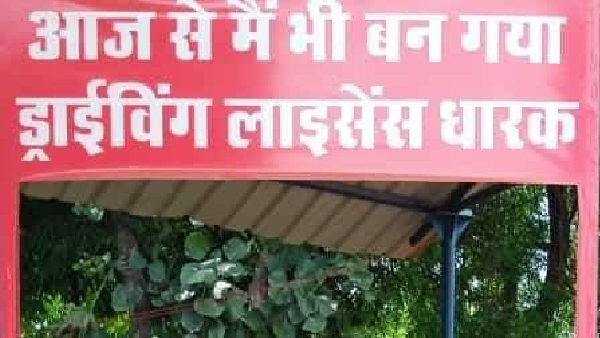 आज से मैं भी बन गया
ड्राईविंग लाइसेंस धारक